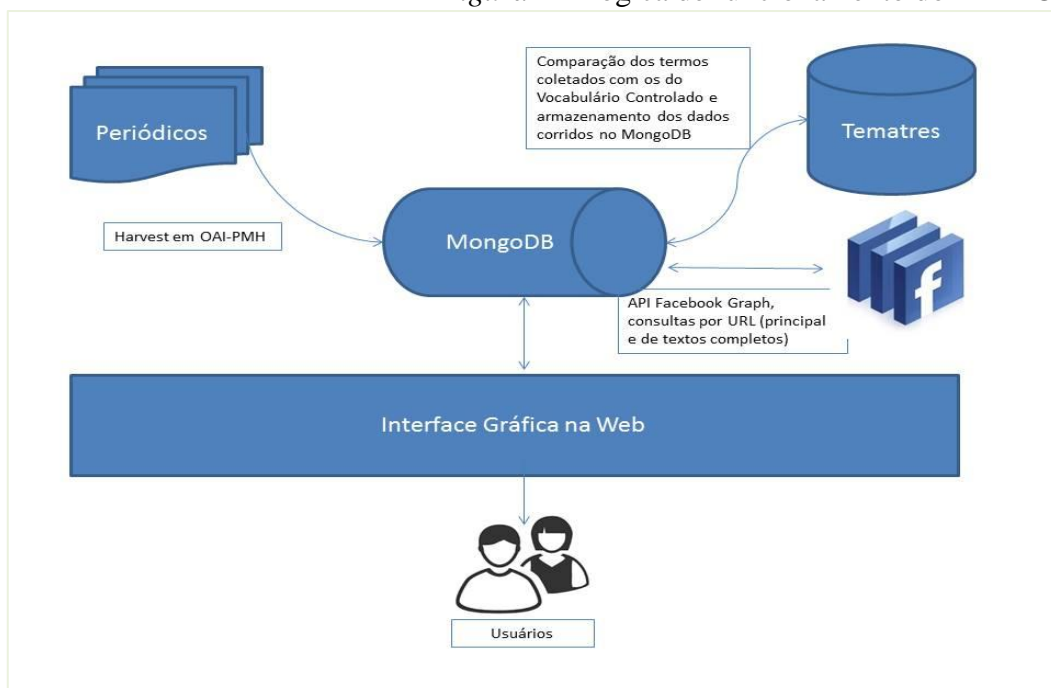 Comparação dos termos
coletados com os do
Vocabulário Controlado e
armazenamento dos dados
corridos no MongoDB
Periódicos
Tematres
Harvest em OAI-PMH
MongoDB
API Facebook Graph,
consultas por URL (principal
e de textos completos)
f
Interface Gráfica na Web
Usuários